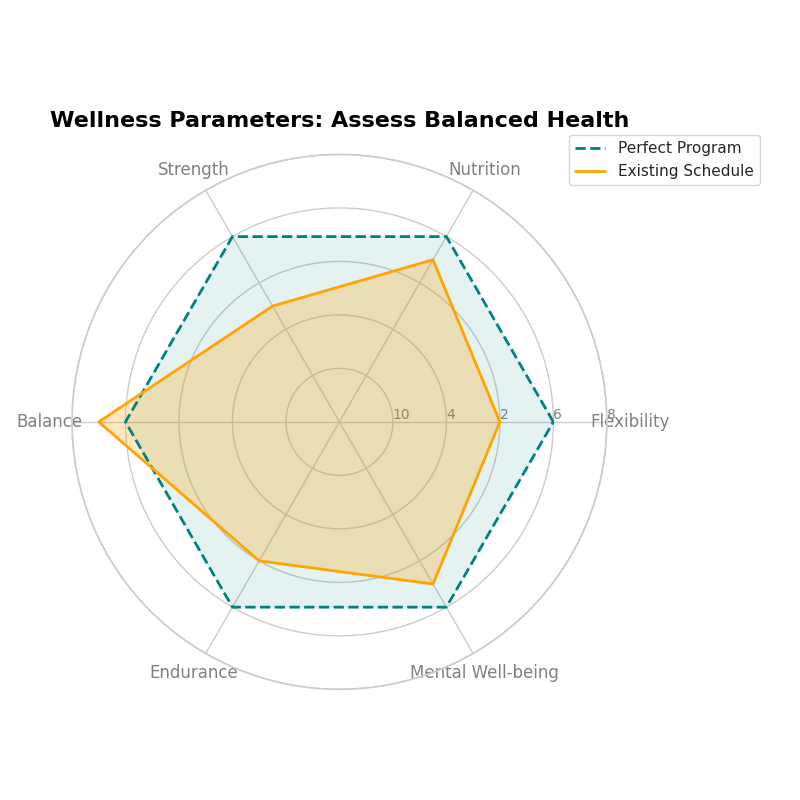 Wellness Parameters: Assess Balanced Health
Perfect Program
Existing Schedule
Strength
Nutrition
Balance
10
4
2
6
8
Flexibility
Endurance
Mental Well-being